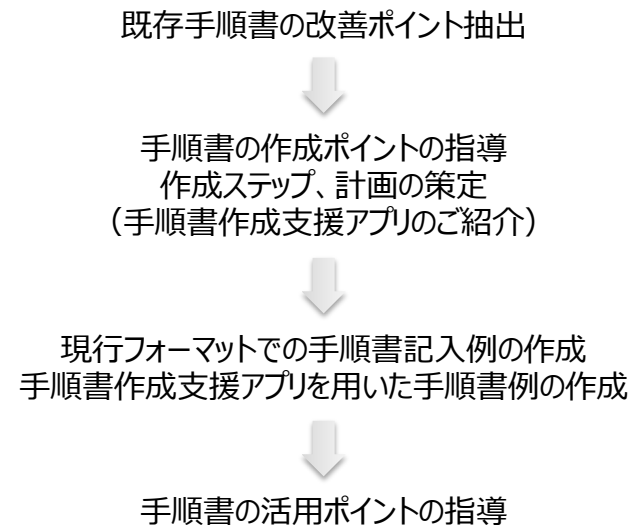 既存手順書の改善ポイント抽出
手順書の作成ポイントの指導
作成ステップ、計画の策定
（手順書作成支援アプリのご紹介）
現行フォーマットでの手順書記入例の作成
手順書作成支援アプリを用いた手順書例の作成
手順書の活用ポイントの指導